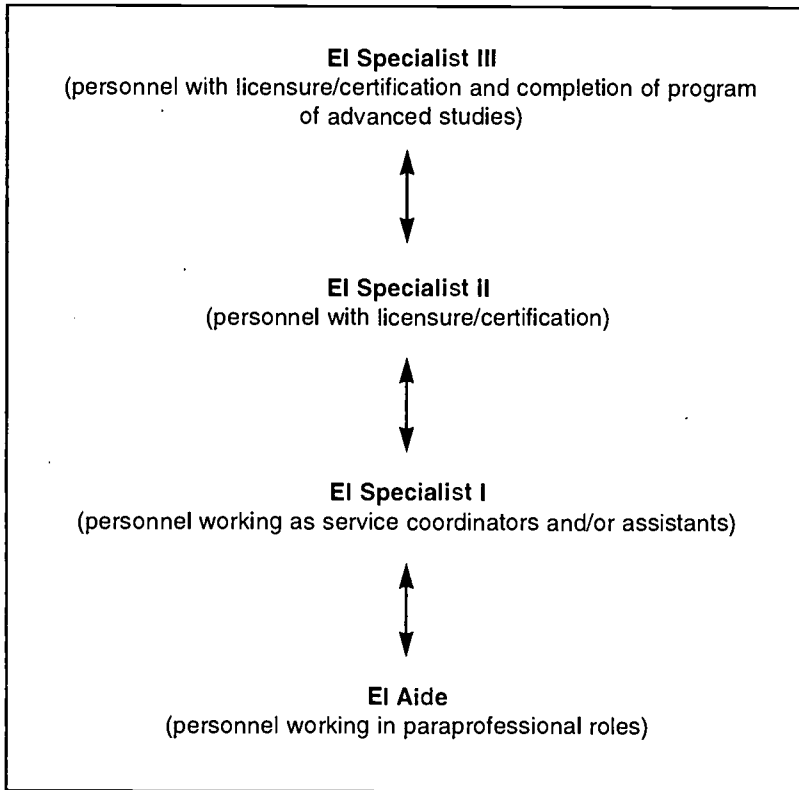 EI Specialist III
(personnel with licensure/certification and completion of program
of advanced studies)
EI Specialist II
(personnel with licensure/certification)
EI Specialist I
(personnel working as service coordinators and/or assistants)
EI Aide
(personnel working in paraprofessional roles)